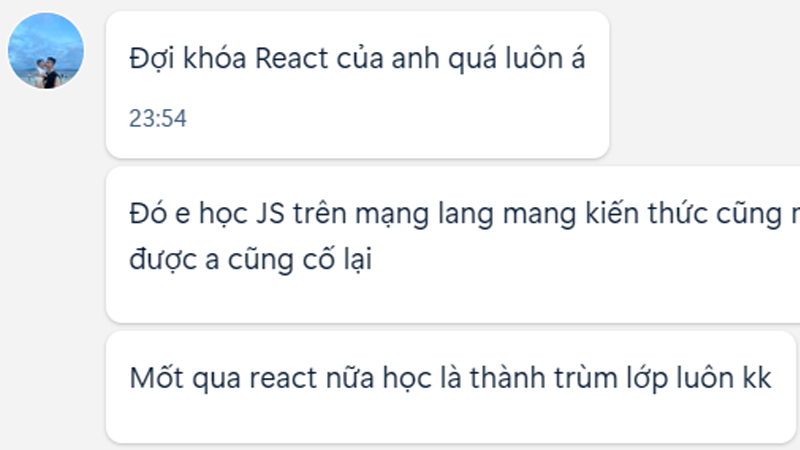 Đợi khóa React của anh quá luôn á
23:54
Đó e học JS trên mạng lang mang kiến thức cũng
được a cũng cố lại
Mốt qua react nữa học là thành trùm lớp luôn kk